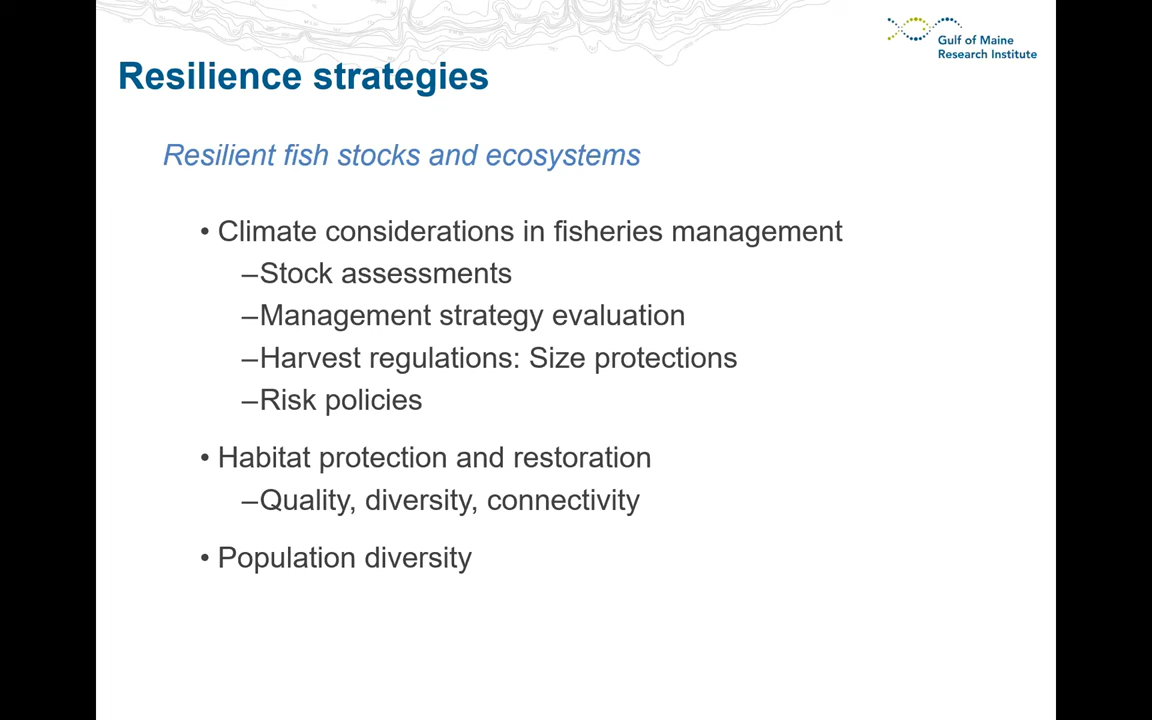 Gulf of Maine
Research Institute
Resilience strategies
Resilient fish stocks and ecosystems
• Climate considerations in fisheries management
–Stock assessments
–Management strategy evaluation
–Harvest regulations: Size protections
–Risk policies
• Habitat protection and restoration
–Quality, diversity, connectivity
• Population diversity